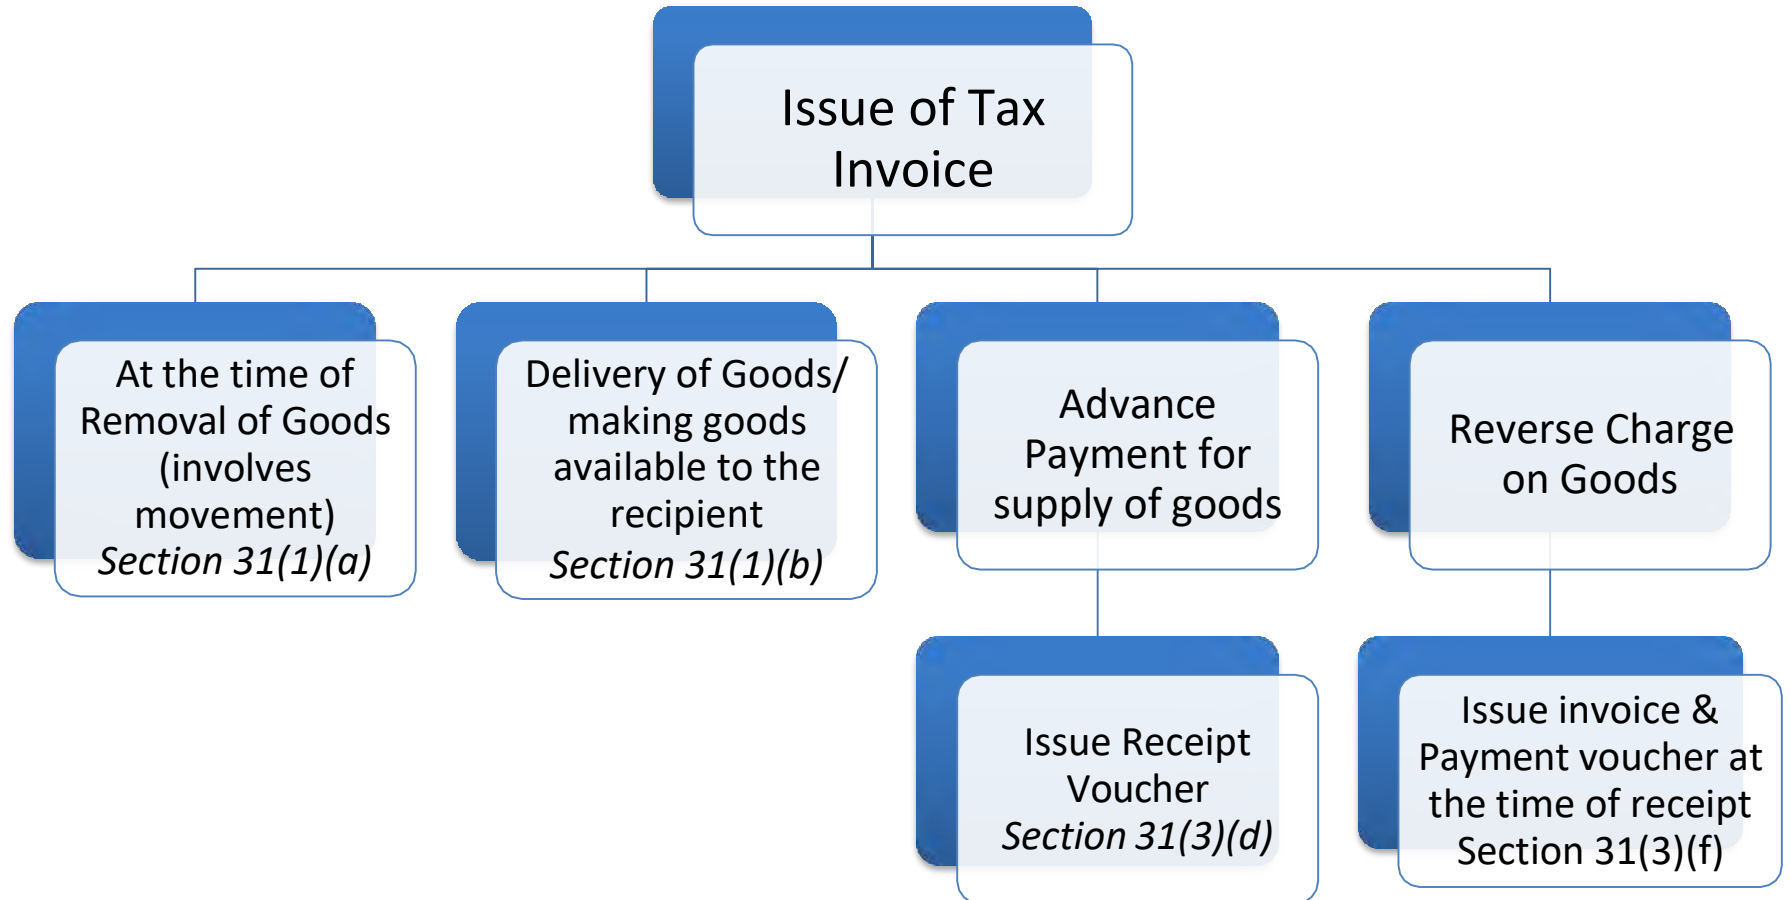 Issue of Tax
Invoice
At the time of
Removal of Goods
(involves
movement)
Section 31(1)(a)
Delivery of Goods/
making goods
available to the
recipient
Section 31(1)(b)
Advance
Payment for
supply of goods
Reverse Charge
on Goods
Issue Receipt
Voucher
Section 31(3)(d)
Issue invoice &
Payment voucher at
the time of receipt
Section 31(3)(f)